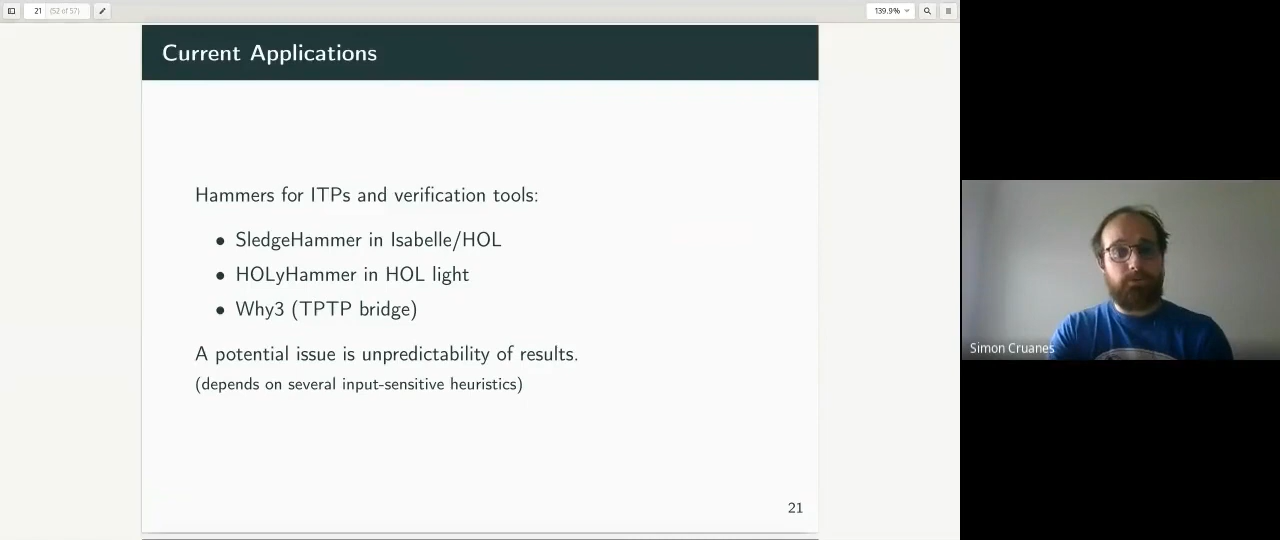 21 (52 of 57)
139.9%
Current Applications
Hammers for ITPs and verification tools:
• SledgeHammer in Isabelle/HOL
• HOLyHammer in HOL light
• Why3 (TPTP bridge)
A potential issue is unpredictability of results.
(depends on several input-sensitive heuristics)
21
Simon Cruanes